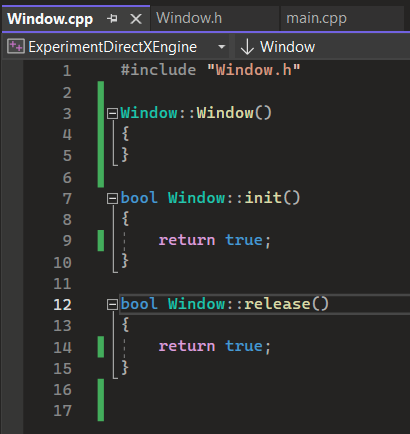 Window.cpp Window.h main.cpp
ExperimentDirectXEngine Window
1 #include "Window.h"
2
3 Window::Window()
4 {
5 }
6
7 bool Window::init()
8 {
9     return true;
10 }
11
12 bool Window::release()
13 {
14     return true;
15 }
16
17